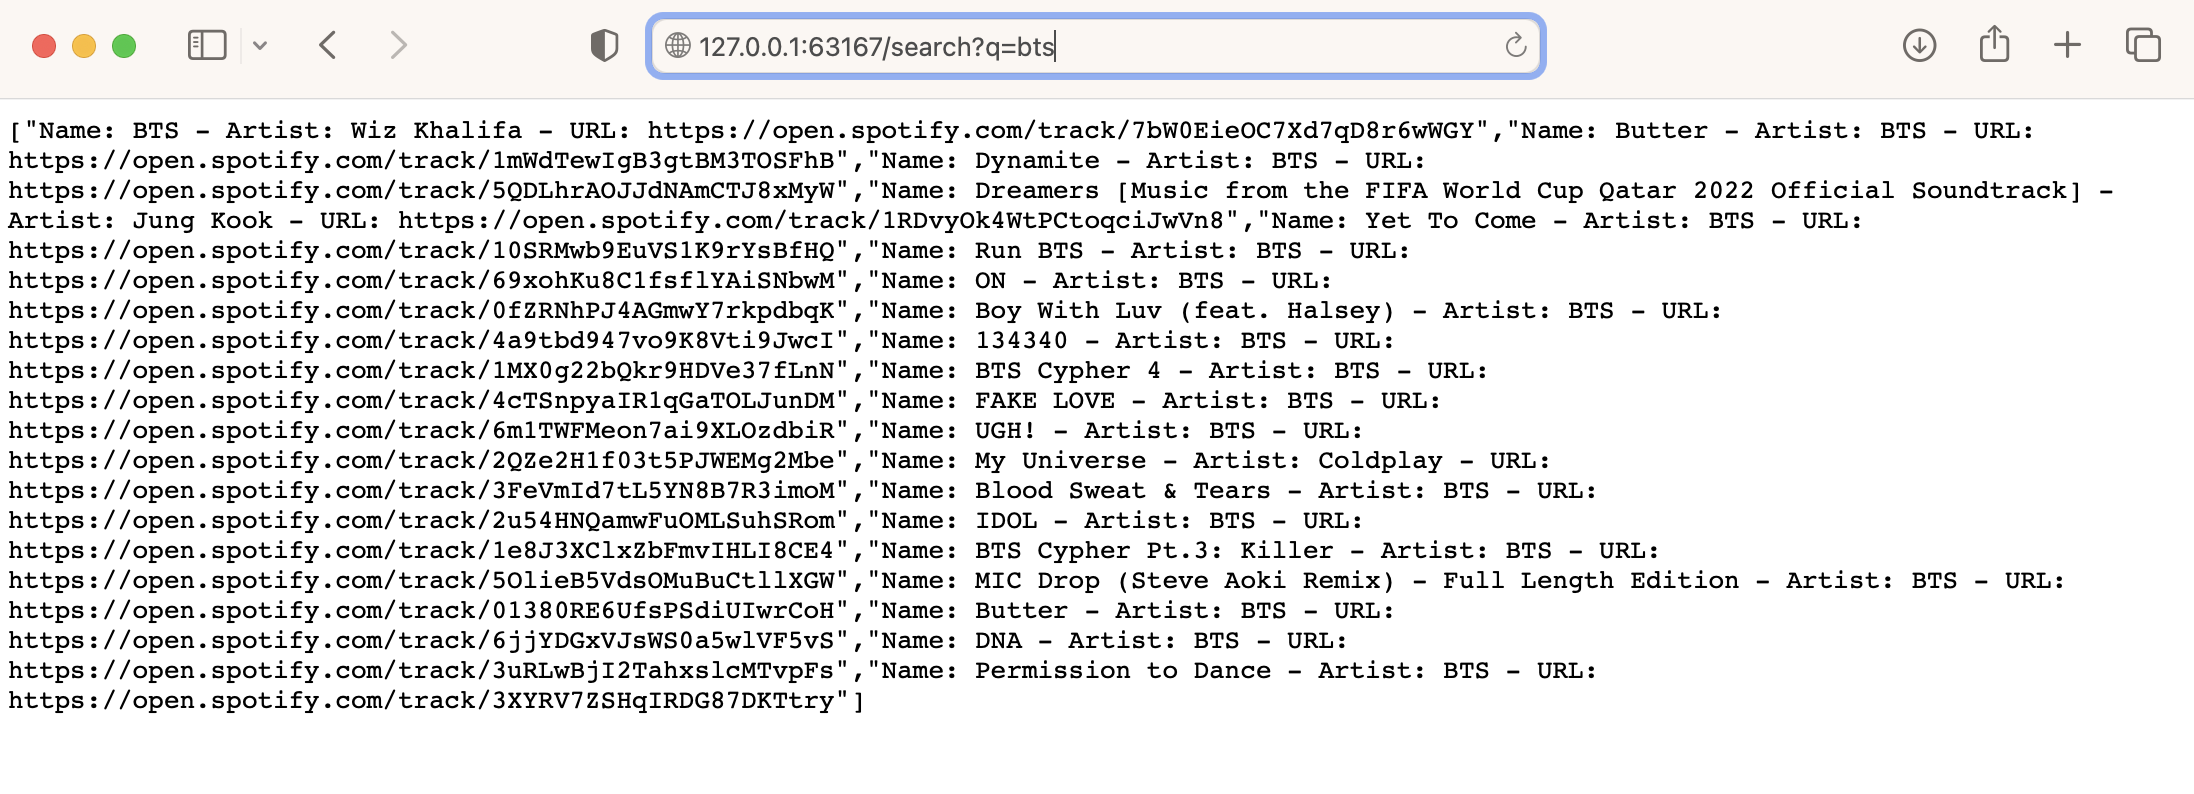 127.0.0.1:63167/search?q=bts
["Name: BTS - Artist: Wiz Khalifa - URL: https://open.spotify.com/track/7bW0EieOC7Xd7qD8r6wWGY","Name: Butter - Artist: BTS - URL:
https://open.spotify.com/track/1mWdTewIgB3gtBM3TOSFhB","Name: Dynamite - Artist: BTS - URL:
https://open.spotify.com/track/5QDLhrAOJJdNAmCTJ8xMyW","Name: Dreamers [Music from the FIFA World Cup Qatar 2022 Official Soundtrack] -
Artist: Jung Kook - URL: https://open.spotify.com/track/1RDvyOk4WtPCtoqciJwVn8","Name: Yet To Come - Artist: BTS - URL:
https://open.spotify.com/track/10SRMwb9EuVS1K9rYsBfHQ","Name: Run BTS - Artist: BTS - URL:
https://open.spotify.com/track/69xohKu8C1fsflYAiSNbwM","Name: ON - Artist: BTS - URL:
https://open.spotify.com/track/0fZRNhPJ4AGmwY7rkpdbqK","Name: Boy With Luv (feat. Halsey) - Artist: BTS - URL:
https://open.spotify.com/track/4a9tbd947vo9K8Vti9JwcI","Name: 134340 - Artist: BTS - URL:
https://open.spotify.com/track/1MX0g22bQkr9HDVe37fLnN","Name: BTS Cypher 4 - Artist: BTS - URL:
https://open.spotify.com/track/4cTSnpyaIR1qGaTOLJunDM","Name: FAKE LOVE - Artist: BTS - URL:
https://open.spotify.com/track/6m1TWFMeon7ai9XLOzdbiR","Name: UGH! - Artist: BTS - URL:
https://open.spotify.com/track/2QZe2H1f03t5PJWEMg2Mbe","Name: My Universe - Artist: Coldplay - URL:
https://open.spotify.com/track/3FeVmId7tL5YN8B7R3imoM","Name: Blood Sweat & Tears - Artist: BTS - URL:
https://open.spotify.com/track/2u54HNQamwFuOMLSuhSRom","Name: IDOL - Artist: BTS - URL:
https://open.spotify.com/track/1e8J3XClxZbFmvIHLI8CE4","Name: BTS Cypher Pt.3: Killer - Artist: BTS - URL:
https://open.spotify.com/track/5OlieB5VdsOMuBuCtllXGW","Name: MIC Drop (Steve Aoki Remix) - Full Length Edition - Artist: BTS - URL:
https://open.spotify.com/track/01380RE6UfsPSdiUIwrCoH","Name: Butter - Artist: BTS - URL:
https://open.spotify.com/track/6jjYDGxVJsWS0a5wlVF5vS","Name: DNA - Artist: BTS - URL:
https://open.spotify.com/track/3uRLwBjI2TahxslcMTvpFs","Name: Permission to Dance - Artist: BTS - URL:
https://open.spotify.com/track/3XYRV7ZSHqIRDG87DKTtry"]